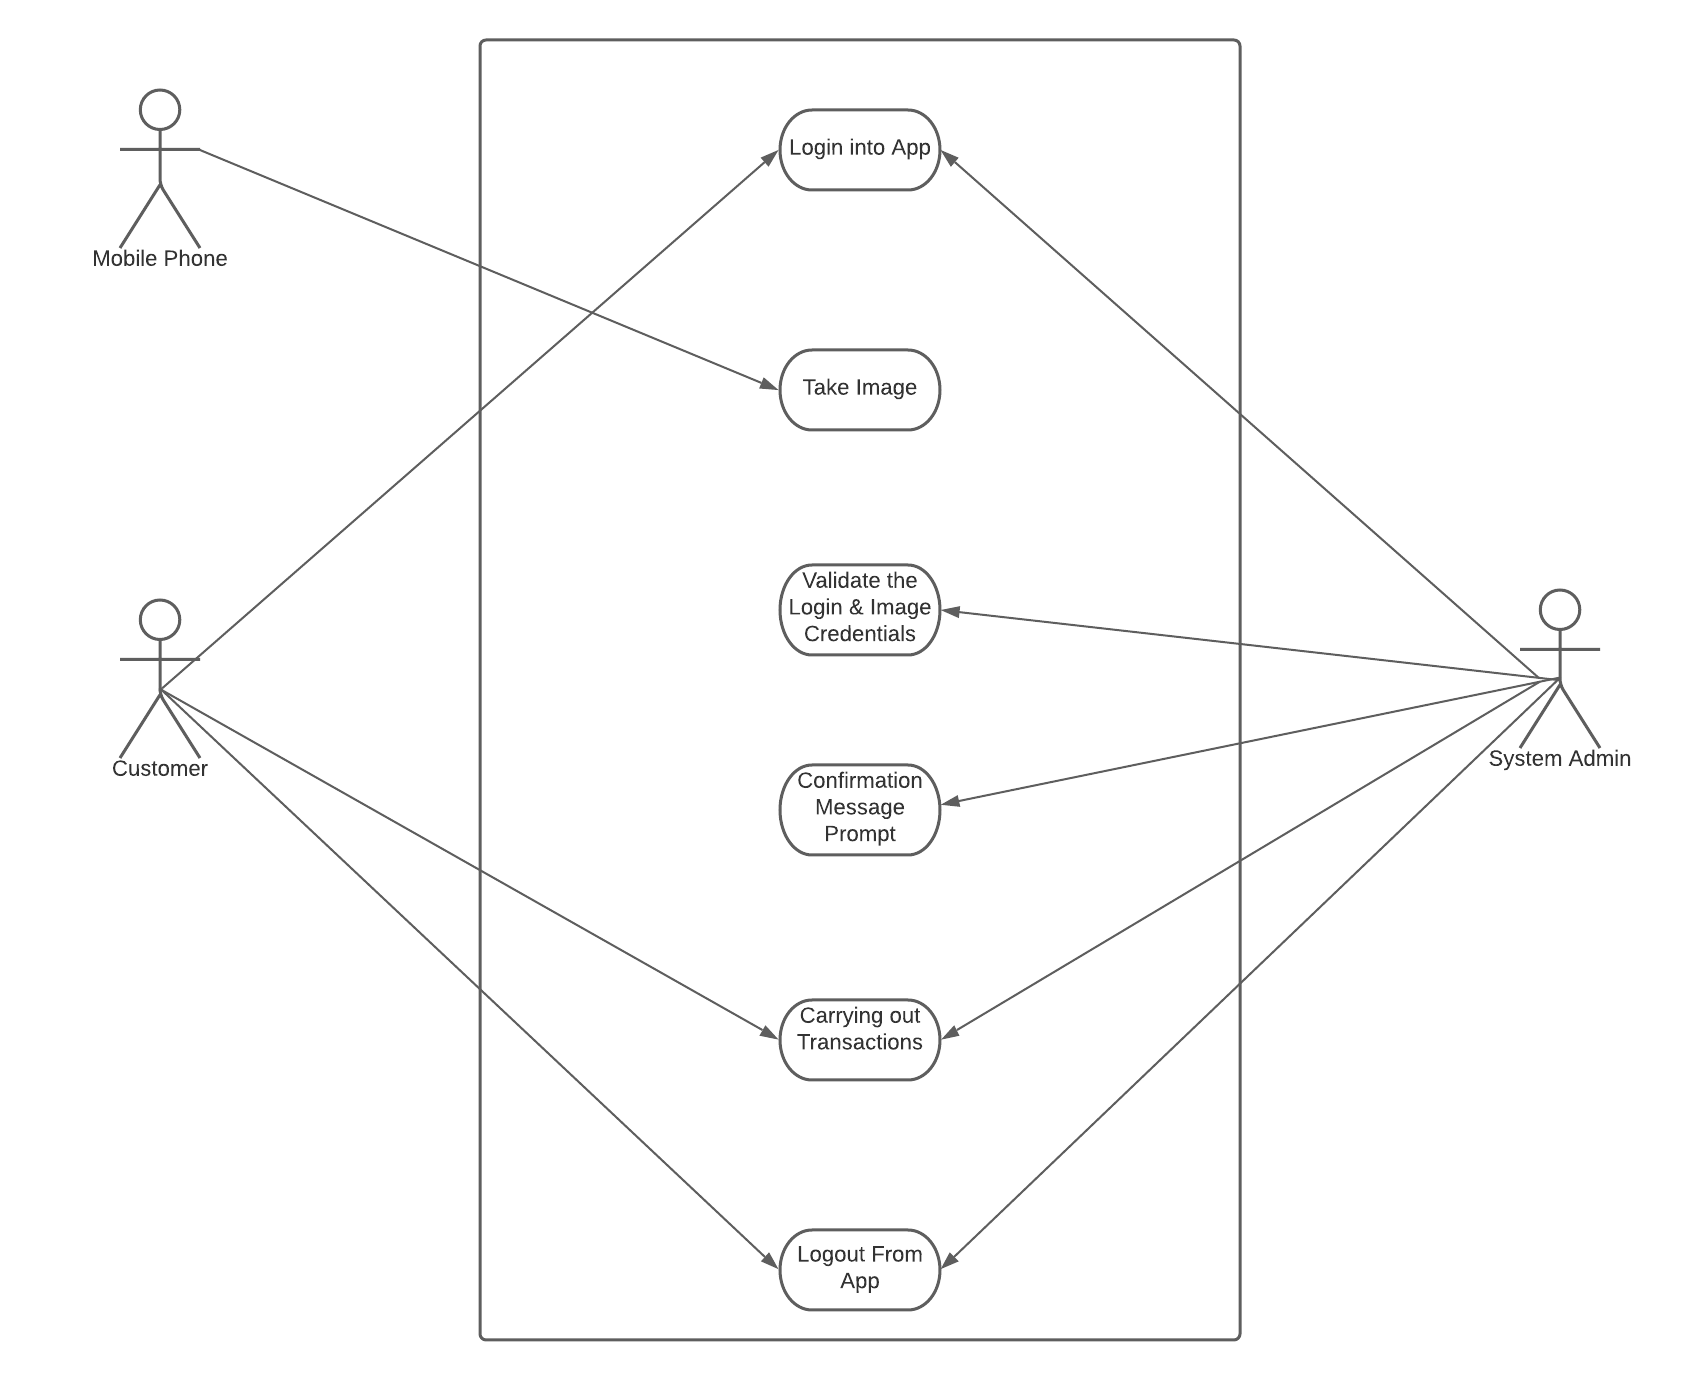 Login into App
Mobile Phone
Take Image
Validate the
Login & Image
Credentials
Customer
System Admin
Confirmation
Message
Prompt
Carrying out
Transactions
Logout From
App